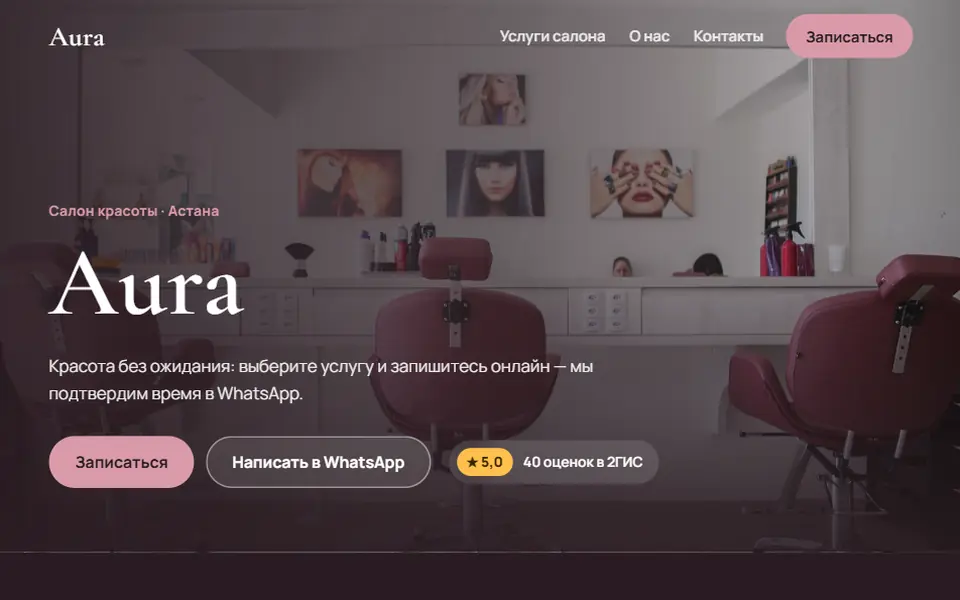 Aura
Услуги салона
О нас
Контакты
Записаться
Салон красоты · Астана
Aura
Красота без ожидания: выберите услугу и запишитесь онлайн — мы
подтвердим время в WhatsApp.
Записаться
Написать в WhatsApp
★ 5,0
40 оценок в 2ГИС